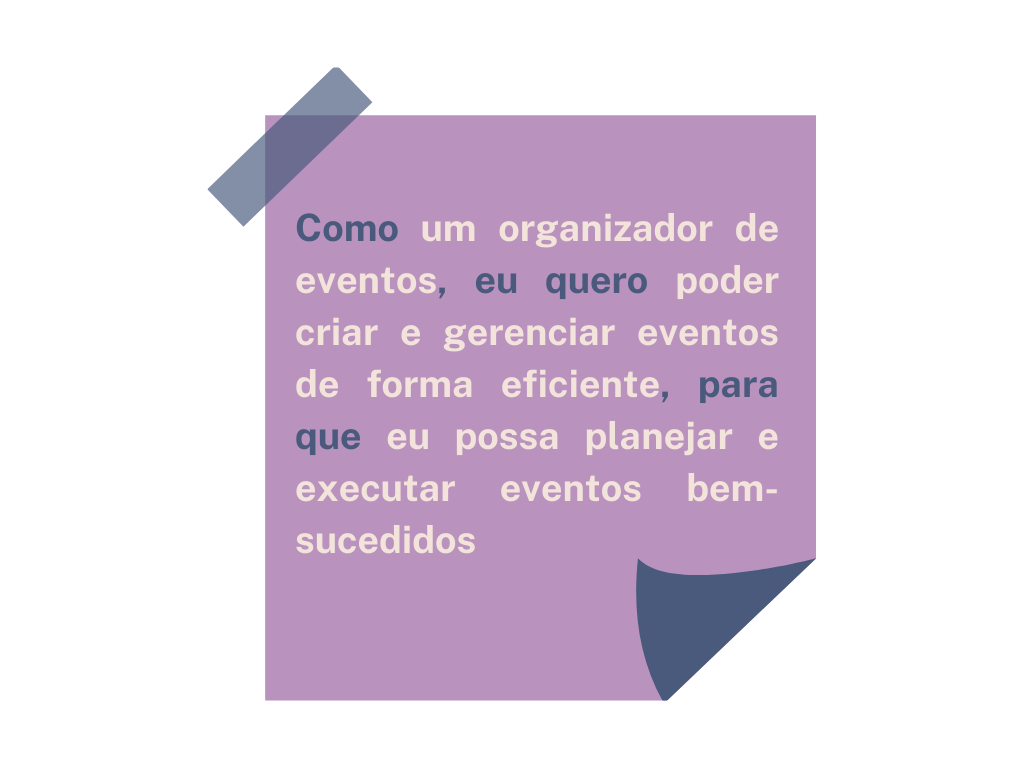 Como um organizador de
eventos, eu quero poder
criar e gerenciar eventos
de forma eficiente, para
que eu possa planejar e
executar eventos bem-
sucedidos